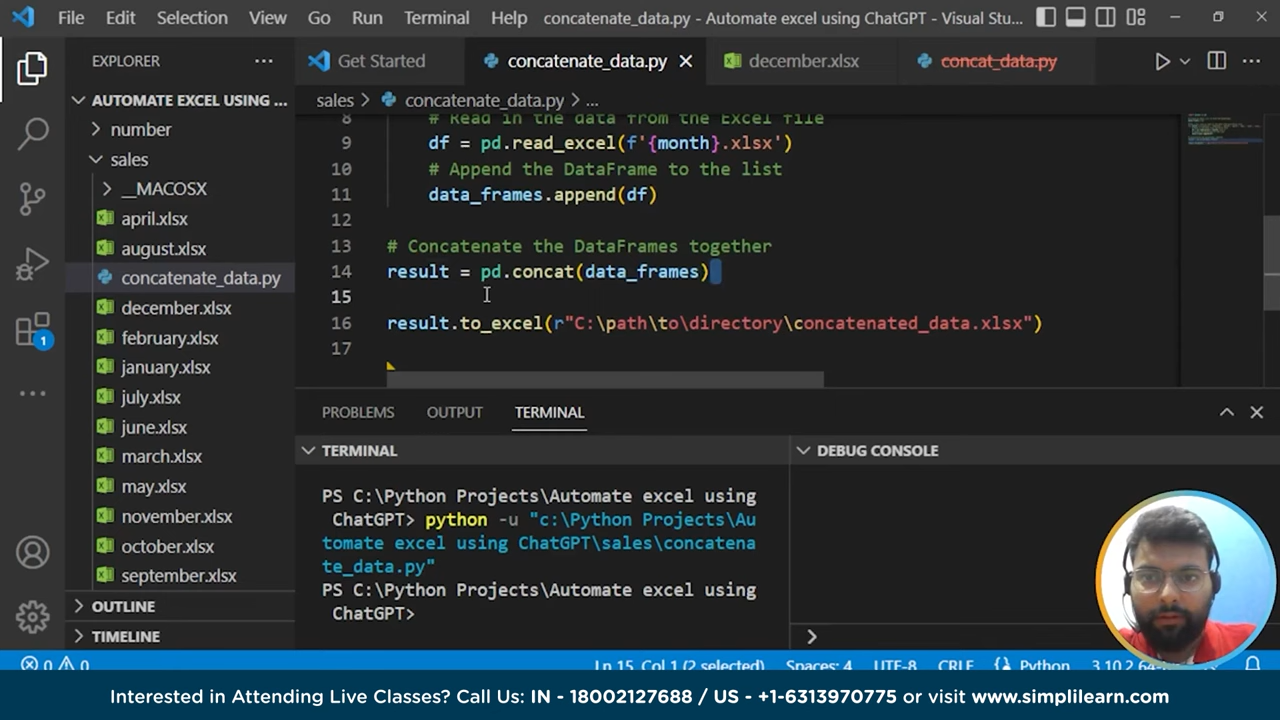 File Edit Selection View Go Run Terminal Help concatenate_data.py - Automate excel using ChatGPT - Visual Stu...
EXPLORER ...
Get Started concatenate_data.py december.xlsx concat_data.py
AUTOMATE EXCEL USING ...
sales > concatenate_data.py > ...
number
sales
__MACOSX
april.xlsx
august.xlsx
concatenate_data.py
december.xlsx
february.xlsx
january.xlsx
july.xlsx
june.xlsx
march.xlsx
may.xlsx
november.xlsx
october.xlsx
september.xlsx
OUTLINE
TIMELINE
1
8 # Read in the data from the Excel file
9 df = pd.read_excel(f'{month}.xlsx')
10 # Append the DataFrame to the list
11 data_frames.append(df)
12
13 # Concatenate the DataFrames together
14 result = pd.concat(data_frames)
15
16 result.to_excel(r"C:\path\to\directory\concatenated_data.xlsx")
17
PROBLEMS OUTPUT TERMINAL
TERMINAL
PS C:\Python Projects\Automate excel using
ChatGPT> python -u "c:\Python Projects\Au
tomate excel using ChatGPT\sales\concatena
te_data.py"
PS C:\Python Projects\Automate excel using
ChatGPT>
DEBUG CONSOLE
0 0 Ln 15, Col 1 (2 selected) Spaces: 4 UTF-8 CRLF Python
Interested in Attending Live Classes? Call Us: IN - 18002127688 / US - +1-6313970775 or visit www.simplilearn.com